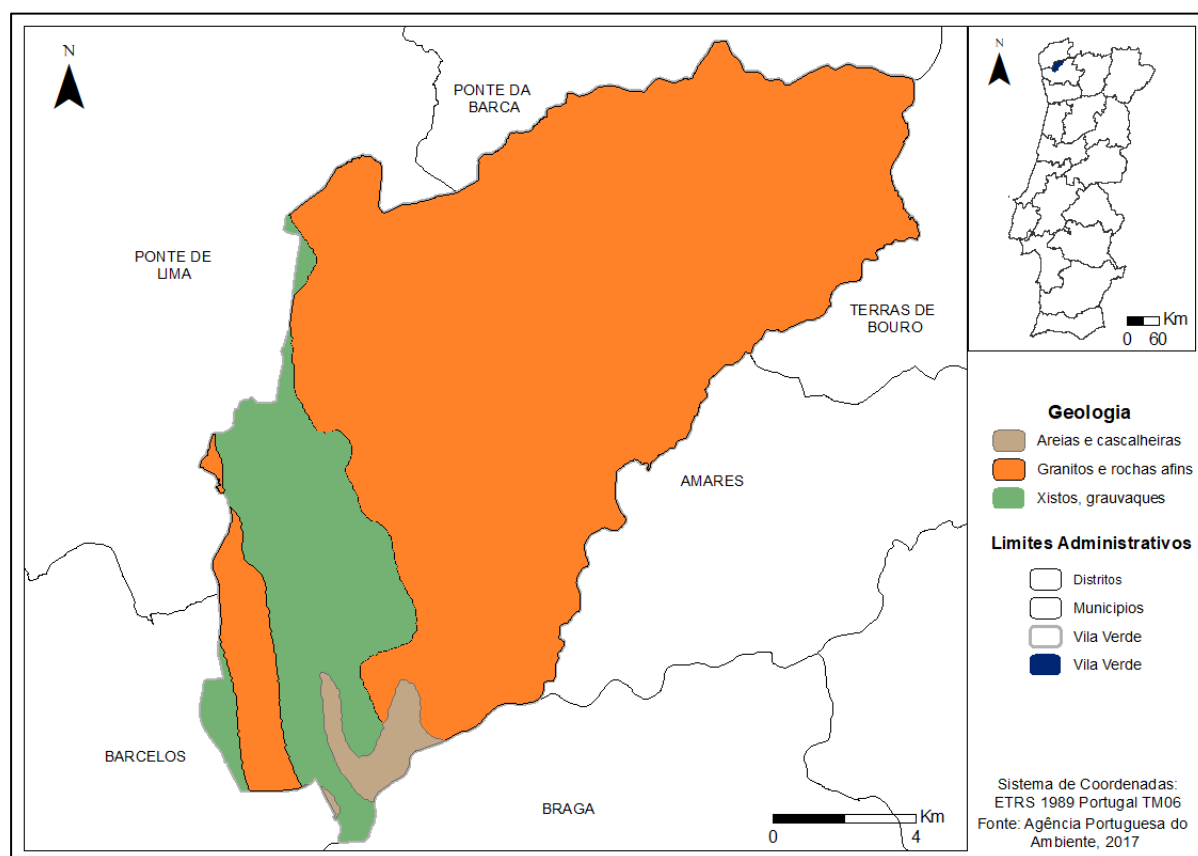 N
PONTE DA
BARCA
PONTE DE
LIMA
TERRAS DE
BOURO
AMARES
BARCELOS
BRAGA
Km
0 4
N
Km
0 60
Geologia
Areias e cascalheiras
Granitos e rochas afins
Xistos, grauvaques
Limites Administrativos
Distritos
Municipios
Vila Verde
Vila Verde
Sistema de Coordenadas:
ETRS 1989 Portugal TM06
Fonte: Agência Portuguesa do
Ambiente, 2017